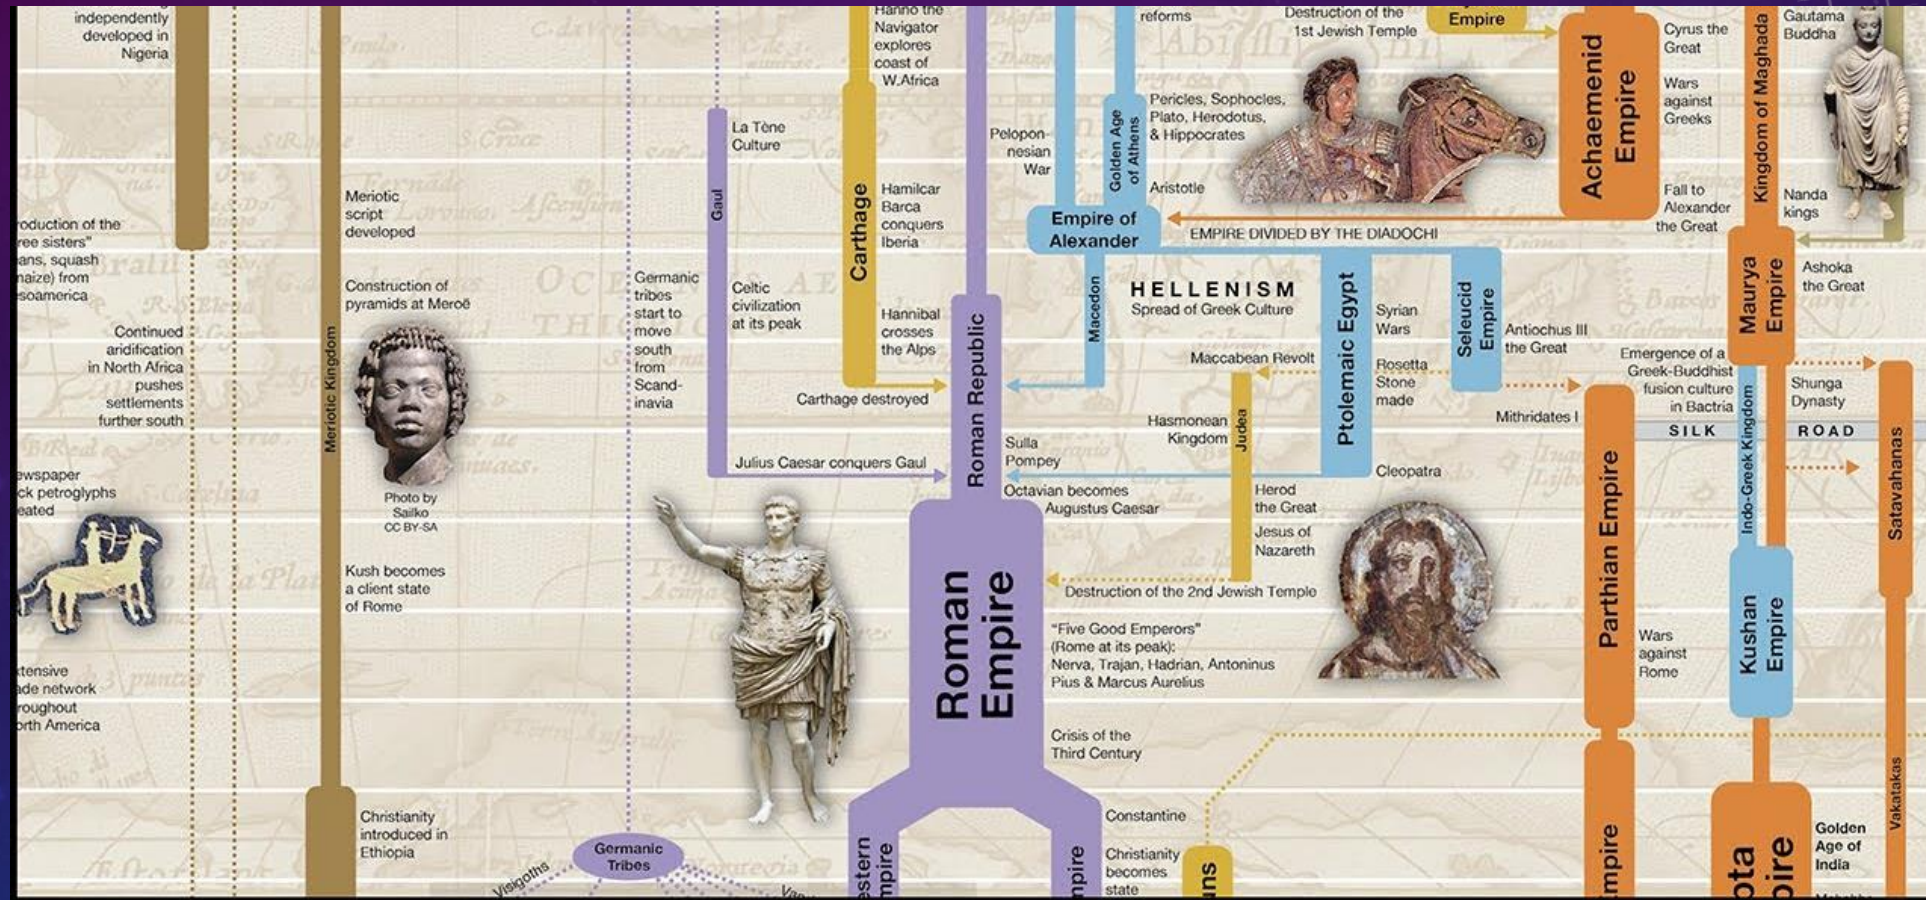 independently
developed in
Nigeria
roduction of the
ree sisters"
ans, squash
naize) from
soamerica
Continued
aridification
in North Africa
pushes
settlements
further south
ewspaper
ck petroglyphs
eated
xtensive
ade network
roughout
orth America
Meriotic Kingdom
Meriotic
script
developed
Construction of
pyramids at Meroë
Photo by
Sailko
CC BY-SA
Kush becomes
a client state
of Rome
Christianity
introduced in
Ethiopia
Germanic
tribes
start to
move
south
from
Scand-
inavia
Germanic
Tribes
Visigoths
Gaul
La Tène
Culture
Celtic
civilization
at its peak
Julius Caesar conquers Gaul
Hanno the
Navigator
explores
coast of
W.Africa
Carthage
Hamilcar
Barca
conquers
Iberia
Hannibal
crosses
the Alps
Carthage destroyed
Roman Republic
Roman
Empire
estern
mpire
mpire
Pelopon-
nesian
War
reforms
Golden Age
of Athens
Pericles, Sophocles,
Plato, Herodotus,
& Hippocrates
Aristotle
Empire of
Alexander
EMPIRE DIVIDED BY THE DIADOCHI
Macedon
HELLENISM
Spread of Greek Culture
Maccabean Revolt
Sulla
Pompey
Octavian becomes
Augustus Caesar
Hasmonean
Kingdom
Judea
Herod
the Great
Jesus of
Nazareth
Destruction of the 2nd Jewish Temple
"Five Good Emperors"
(Rome at its peak):
Nerva, Trajan, Hadrian, Antoninus
Pius & Marcus Aurelius
Crisis of the
Third Century
Constantine
Christianity
becomes
state
uns
Destruction of the
1st Jewish Temple
Empire
Ptolemaic Egypt
Syrian
Wars
Rosetta
Stone
made
Cleopatra
Seleucid
Empire
Antiochus III
the Great
Mithridates I
Achaemenid
Empire
Cyrus the
Great
Wars
against
Greeks
Fall to
Alexander
the Great
Parthian Empire
Wars
against
Rome
mpire
Emergence of a
Greek-Buddhist
fusion culture
in Bactria
SILK ROAD
Kingdom of Maghada
Gautama
Buddha
Nanda
kings
Maurya
Empire
Ashoka
the Great
Indo-Greek Kingdom
Shunga
Dynasty
Satavahanas
Kushan
Empire
Vakatakas
pta
pire
Golden
Age of
India